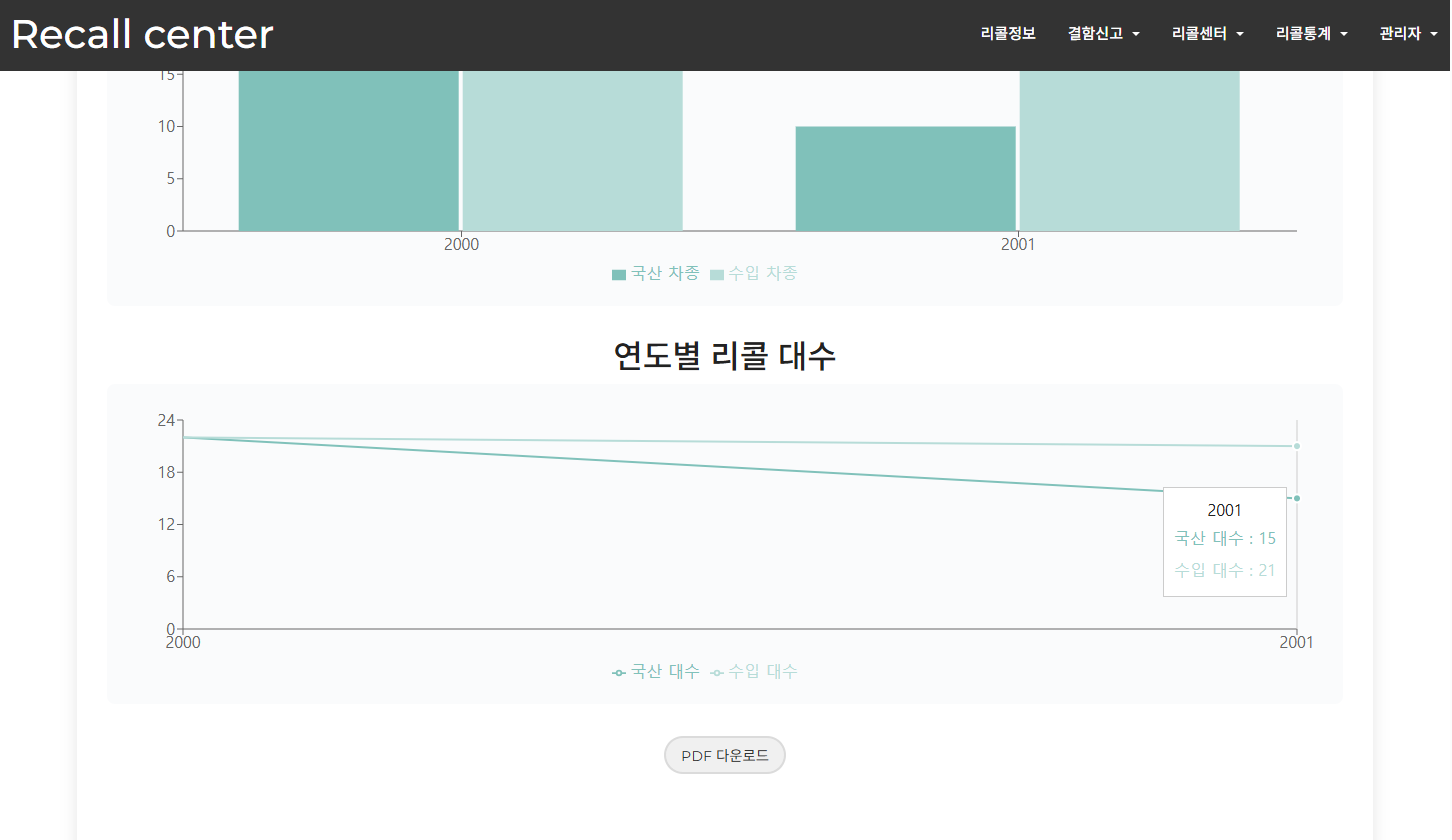 Recall center
리콜정보 결함신고 리콜센터 리콜통계 관리자
15
10
5
0
2000 2001
국산 차종 수입 차종
연도별 리콜 대수
24
18
12
6
0
2001
국산 대수 : 15
수입 대수 : 21
2000 2001
국산 대수 수입 대수
PDF 다운로드